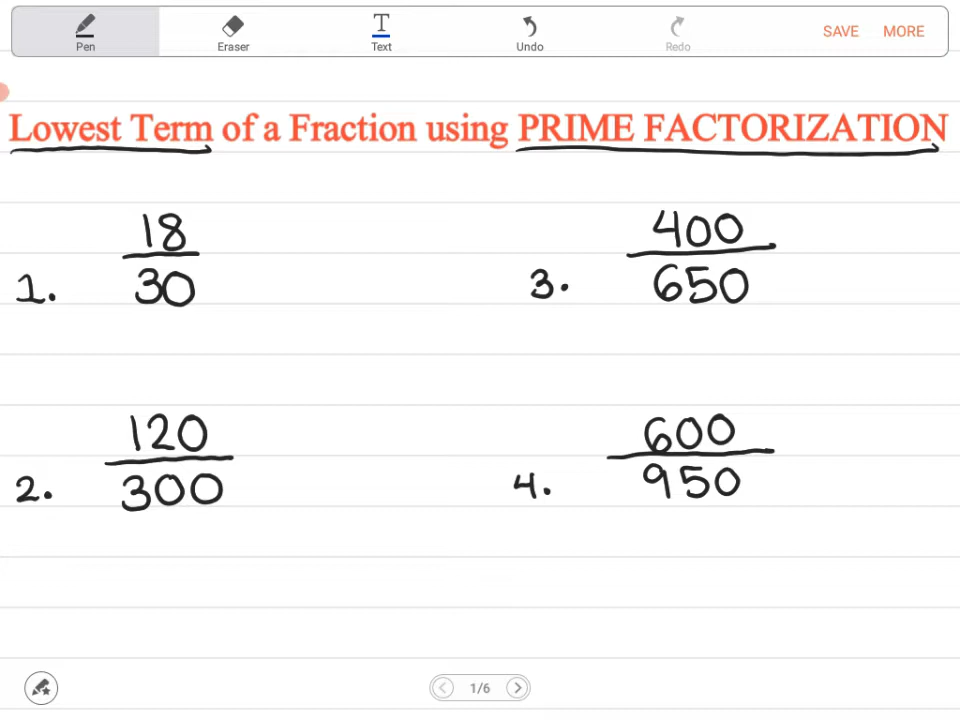 Pen Eraser Text Undo Redo SAVE MORE
Lowest Term of a Fraction using PRIME FACTORIZATION
1. 18/30
3. 400/650
2. 120/300
4. 600/950
1/6